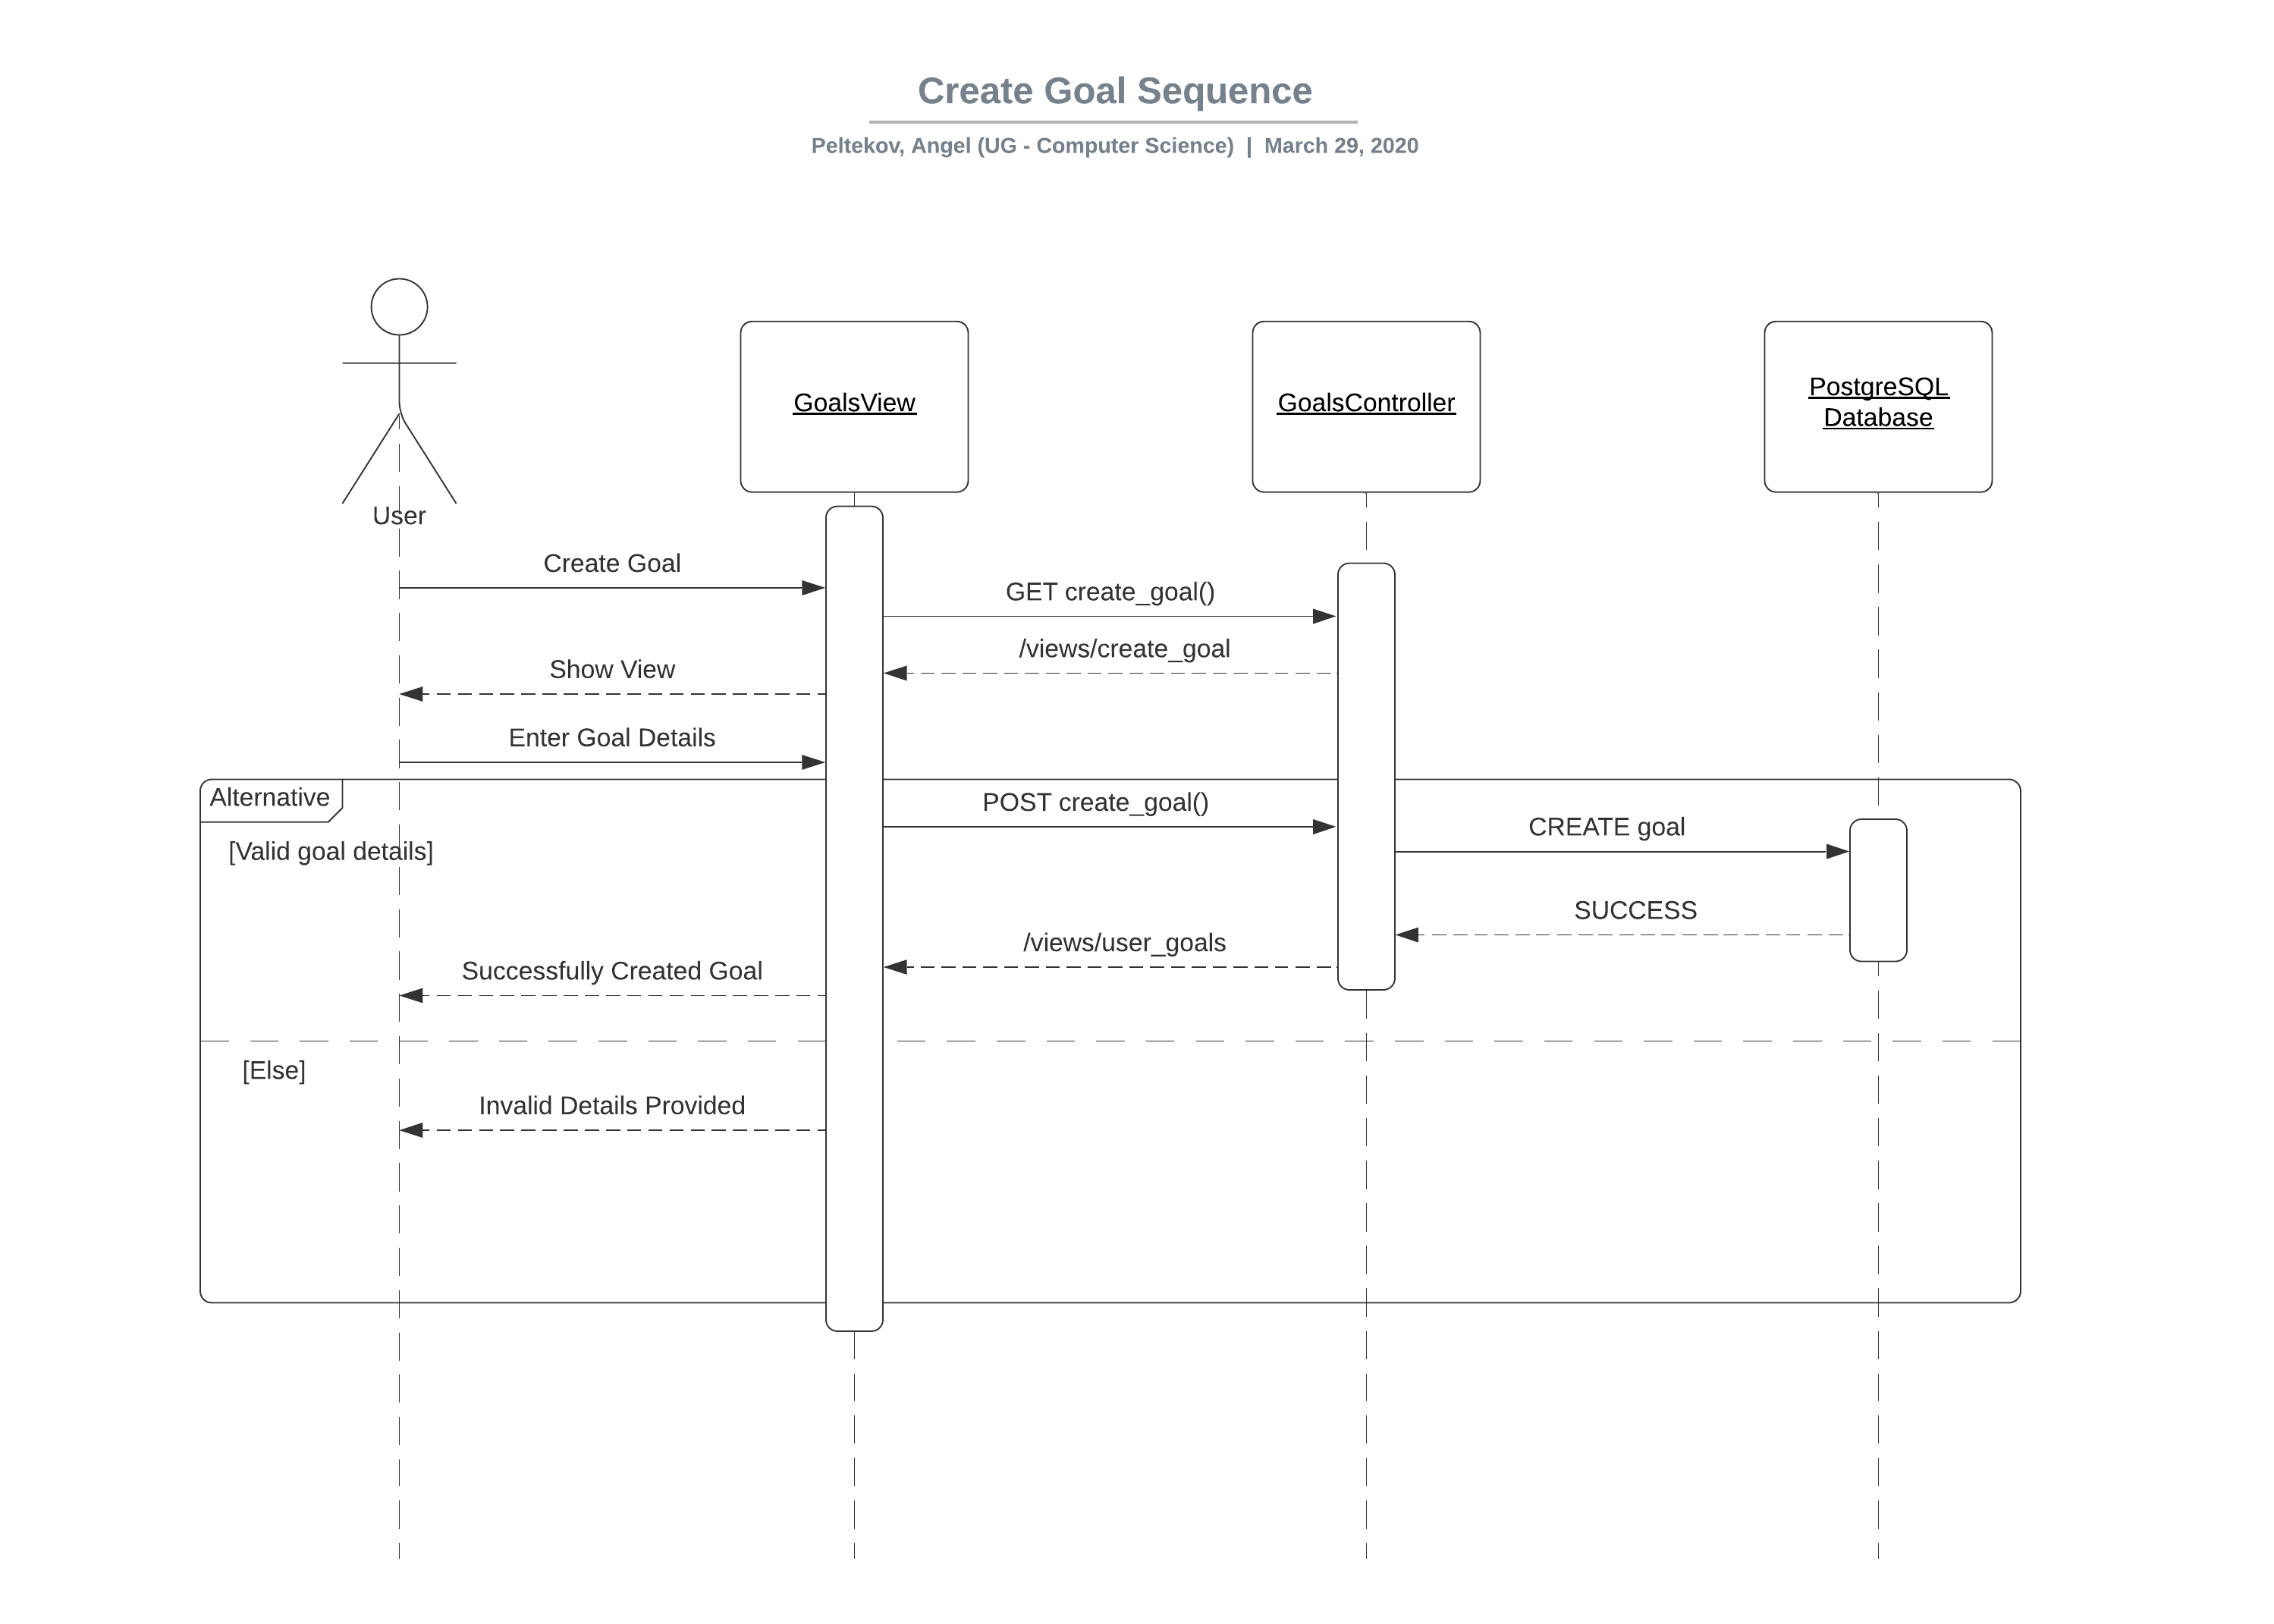 Create Goal Sequence
Peltekov, Angel (UG - Computer Science)  |  March 29, 2020
GoalsView
GoalsController
PostgreSQL
Database
User
Create Goal
GET create_goal()
/views/create_goal
Show View
Enter Goal Details
Alternative
POST create_goal()
CREATE goal
[Valid goal details]
SUCCESS
/views/user_goals
Successfully Created Goal
[Else]
Invalid Details Provided